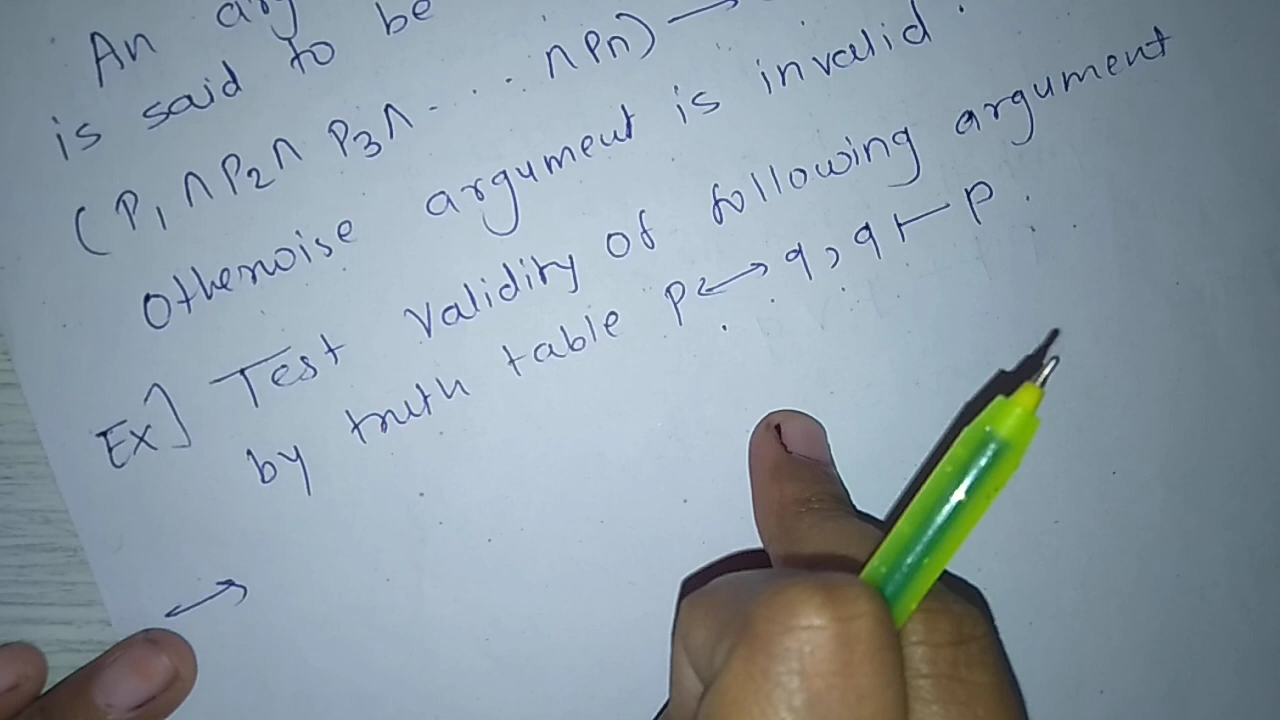 An arg
is said to be
(P₁ ∧ P₂ ∧ P₃ ∧ . . . . ∧ Pn) →
Otherwise argument is invalid.
Ex] Test Validity of following argument
by truth table p ↔ q, q ⊢ p.
→